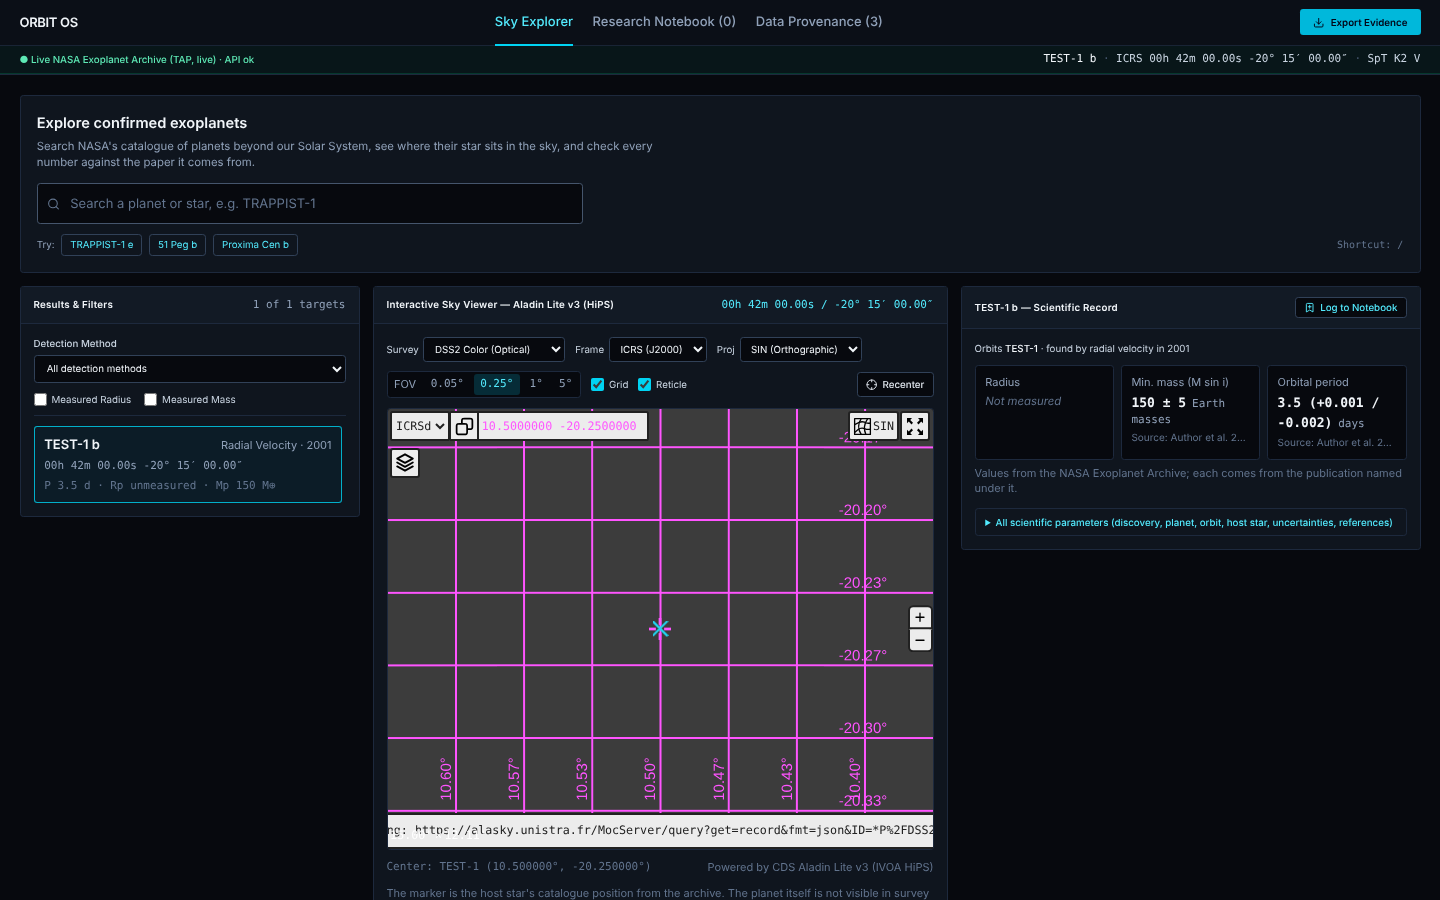 ORBIT OS
Sky Explorer
Research Notebook (0)
Data Provenance (3)
Export Evidence
Live NASA Exoplanet Archive (TAP, live) · API ok
TEST-1 b · ICRS 00h 42m 00.00s -20° 15′ 00.00″ · SpT K2 V
Explore confirmed exoplanets
Search NASA's catalogue of planets beyond our Solar System, see where their star sits in the sky, and check every
number against the paper it comes from.
Search a planet or star, e.g. TRAPPIST-1
Try: TRAPPIST-1 e 51 Peg b Proxima Cen b
Shortcut: /
Results & Filters
1 of 1 targets
Detection Method
All detection methods
Measured Radius Measured Mass
TEST-1 b
Radial Velocity · 2001
00h 42m 00.00s -20° 15′ 00.00″
P 3.5 d · Rp unmeasured · Mp 150 M⊕
Interactive Sky Viewer — Aladin Lite v3 (HiPS)
00h 42m 00.00s / -20° 15′ 00.00″
Survey DSS2 Color (Optical) Frame ICRS (J2000) Proj SIN (Orthographic)
FOV 0.05° 0.25° 1° 5° Grid Reticle
Recenter
ICRSd 10.5000000 -20.2500000
SIN
-20.20°
-20.23°
+
-20.27°
−
-20.30°
-20.33°
10.60°
10.57°
10.53°
10.50°
10.47°
10.43°
10.40°
ng: https://alasky.unistra.fr/MocServer/query?get=record&fmt=json&ID=*P%2FDSS2
Center: TEST-1 (10.500000°, -20.250000°)
Powered by CDS Aladin Lite v3 (IVOA HiPS)
The marker is the host star's catalogue position from the archive. The planet itself is not visible in survey
TEST-1 b — Scientific Record
Log to Notebook
Orbits TEST-1 · found by radial velocity in 2001
Radius
Not measured
Min. mass (M sin i)
150 ± 5 Earth
masses
Source: Author et al. 2…
Orbital period
3.5 (+0.001 /
-0.002) days
Source: Author et al. 2…
Values from the NASA Exoplanet Archive; each comes from the publication named
under it.
All scientific parameters (discovery, planet, orbit, host star, uncertainties, references)